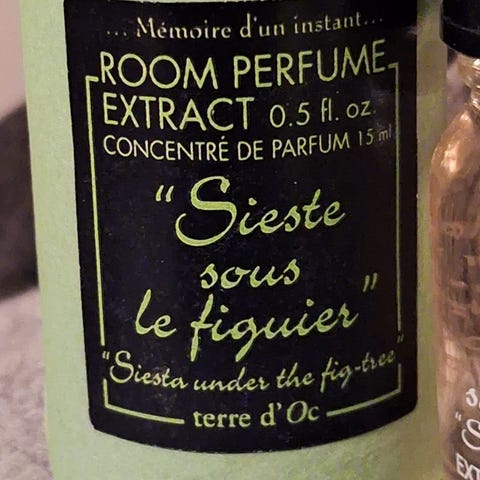 ... Mémoire d'un instant...
ROOM PERFUME
EXTRACT 0.5 fl. oz.
CONCENTRÉ DE PARFUM 15 ml
"Sieste
sous
le figuier"
"Siesta under the fig-tree"
terre d'Oc